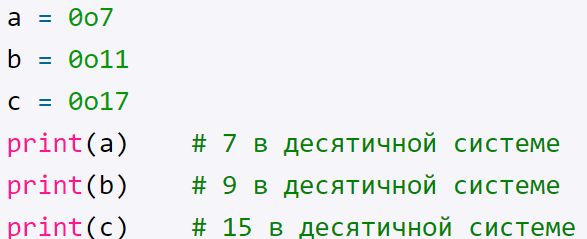 a = 0o7
b = 0o11
c = 0o17
print(a)    # 7 в десятичной системе
print(b)    # 9 в десятичной системе
print(c)    # 15 в десятичной системе